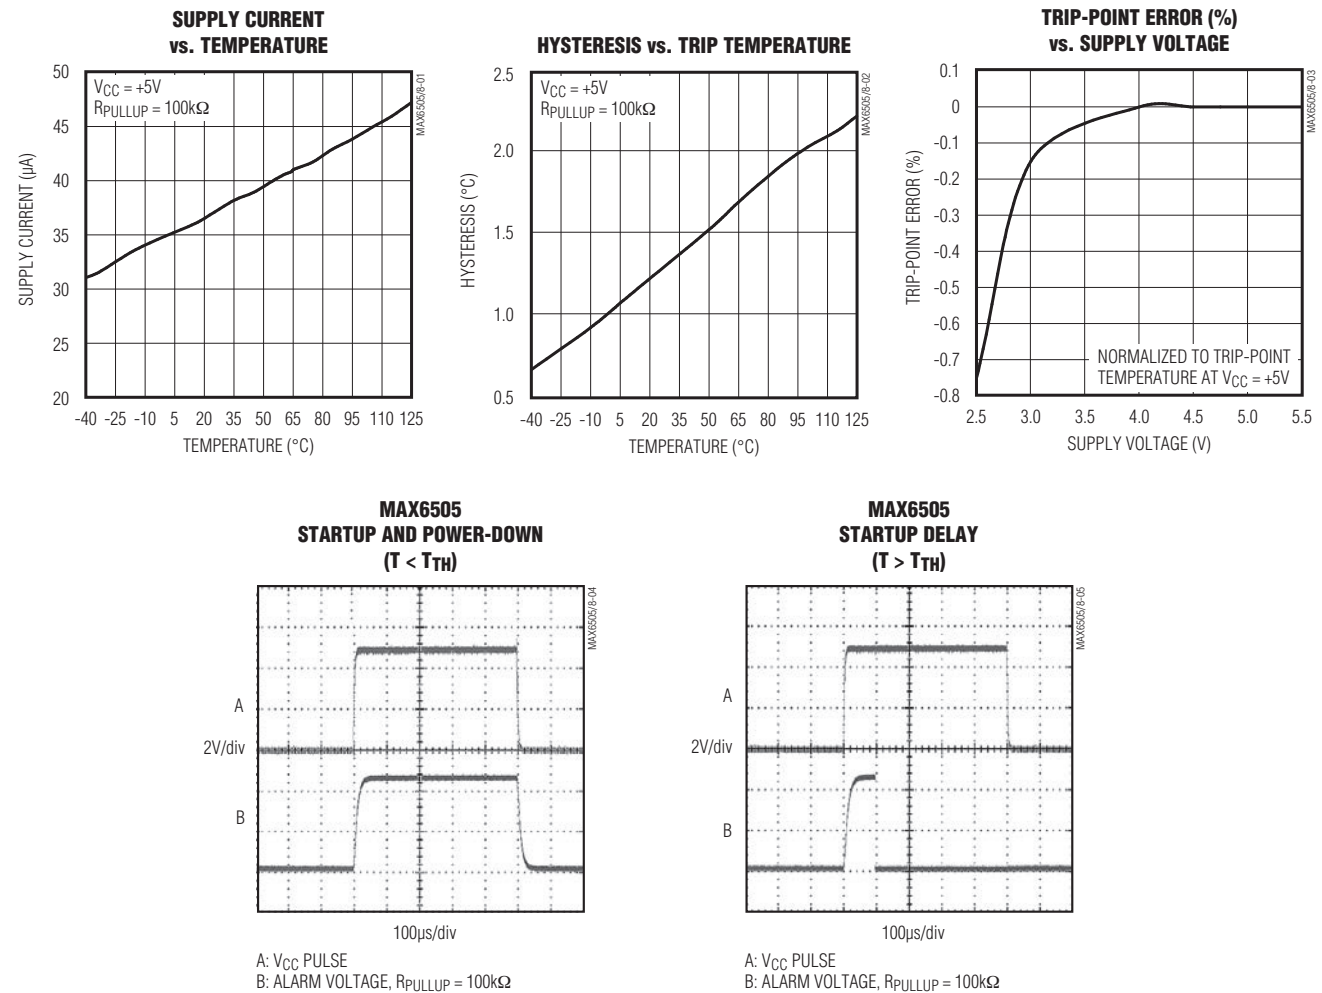 SUPPLY CURRENT
vs. TEMPERATURE
VCC = +5V
RPULLUP = 100kΩ
MAX6505/8-01
SUPPLY CURRENT (µA)
50
45
40
35
30
25
20
-40 -25 -10 5 20 35 50 65 80 95 110 125
TEMPERATURE (°C)
HYSTERESIS vs. TRIP TEMPERATURE
VCC = +5V
RPULLUP = 100kΩ
MAX6505/8-02
HYSTERESIS (°C)
2.5
2.0
1.5
1.0
0.5
-40 -25 -10 5 20 35 50 65 80 95 110 125
TEMPERATURE (°C)
TRIP-POINT ERROR (%)
vs. SUPPLY VOLTAGE
MAX6505/8-03
TRIP-POINT ERROR (%)
0.1
0
-0.1
-0.2
-0.3
-0.4
-0.5
-0.6
-0.7
-0.8
NORMALIZED TO TRIP-POINT
TEMPERATURE AT VCC = +5V
2.5 3.0 3.5 4.0 4.5 5.0 5.5
SUPPLY VOLTAGE (V)
MAX6505
STARTUP AND POWER-DOWN
(T < TTH)
MAX6505/8-04
A
2V/div
B
100µs/div
A: VCC PULSE
B: ALARM VOLTAGE, RPULLUP = 100kΩ
MAX6505
STARTUP DELAY
(T > TTH)
MAX6505/8-05
A
2V/div
B
100µs/div
A: VCC PULSE
B: ALARM VOLTAGE, RPULLUP = 100kΩ